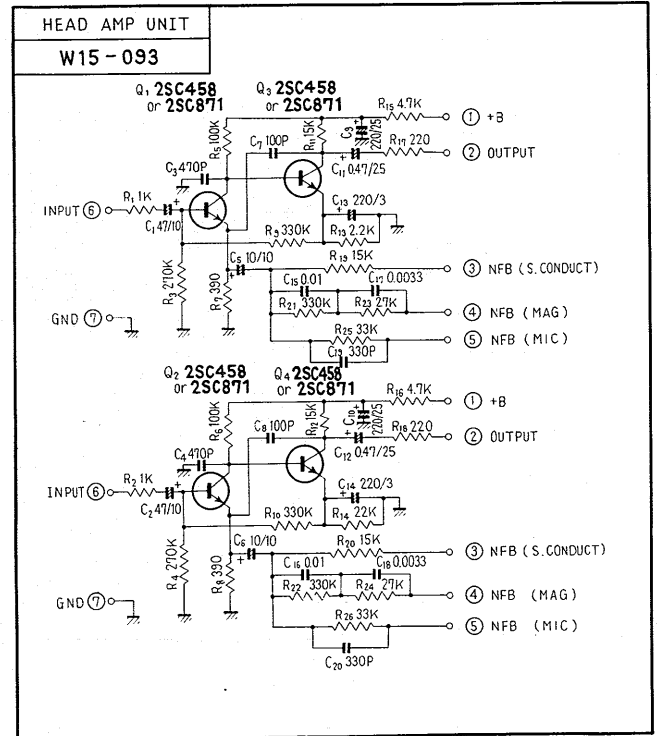 HEAD AMP UNIT
W15-093
Q1 2SC458
or 2SC871
Q3 2SC458
or 2SC871
R15 4.7K
① +B
R5 100K
C7 100P
R11 15K
C9 220/25
R17 220
② OUTPUT
C3 470P
C11 0.47/25
INPUT ⑥
R1 1K
C1 47/10
C13 220/3
R9 330K
R13 2.2K
R3 270K
C5 10/10
R19 15K
③ NFB (S.CONDUCT)
R7 390
C15 0.01
C17 0.0033
R21 330K
R23 27K
④ NFB (MAG)
GND ⑦
R25 33K
⑤ NFB (MIC)
C19 330P
Q2 2SC458
or 2SC871
Q4 2SC458
or 2SC871
R16 4.7K
① +B
R6 100K
C8 100P
R12 15K
C10 220/25
R18 220
② OUTPUT
C4 470P
C12 0.47/25
INPUT ⑥
R2 1K
C2 47/10
C14 220/3
R10 330K
R14 22K
R4 270K
C6 10/10
R20 15K
③ NFB (S.CONDUCT)
R8 390
C16 0.01
C18 0.0033
R22 330K
R24 27K
④ NFB (MAG)
GND ⑦
R26 33K
⑤ NFB (MIC)
C20 330P